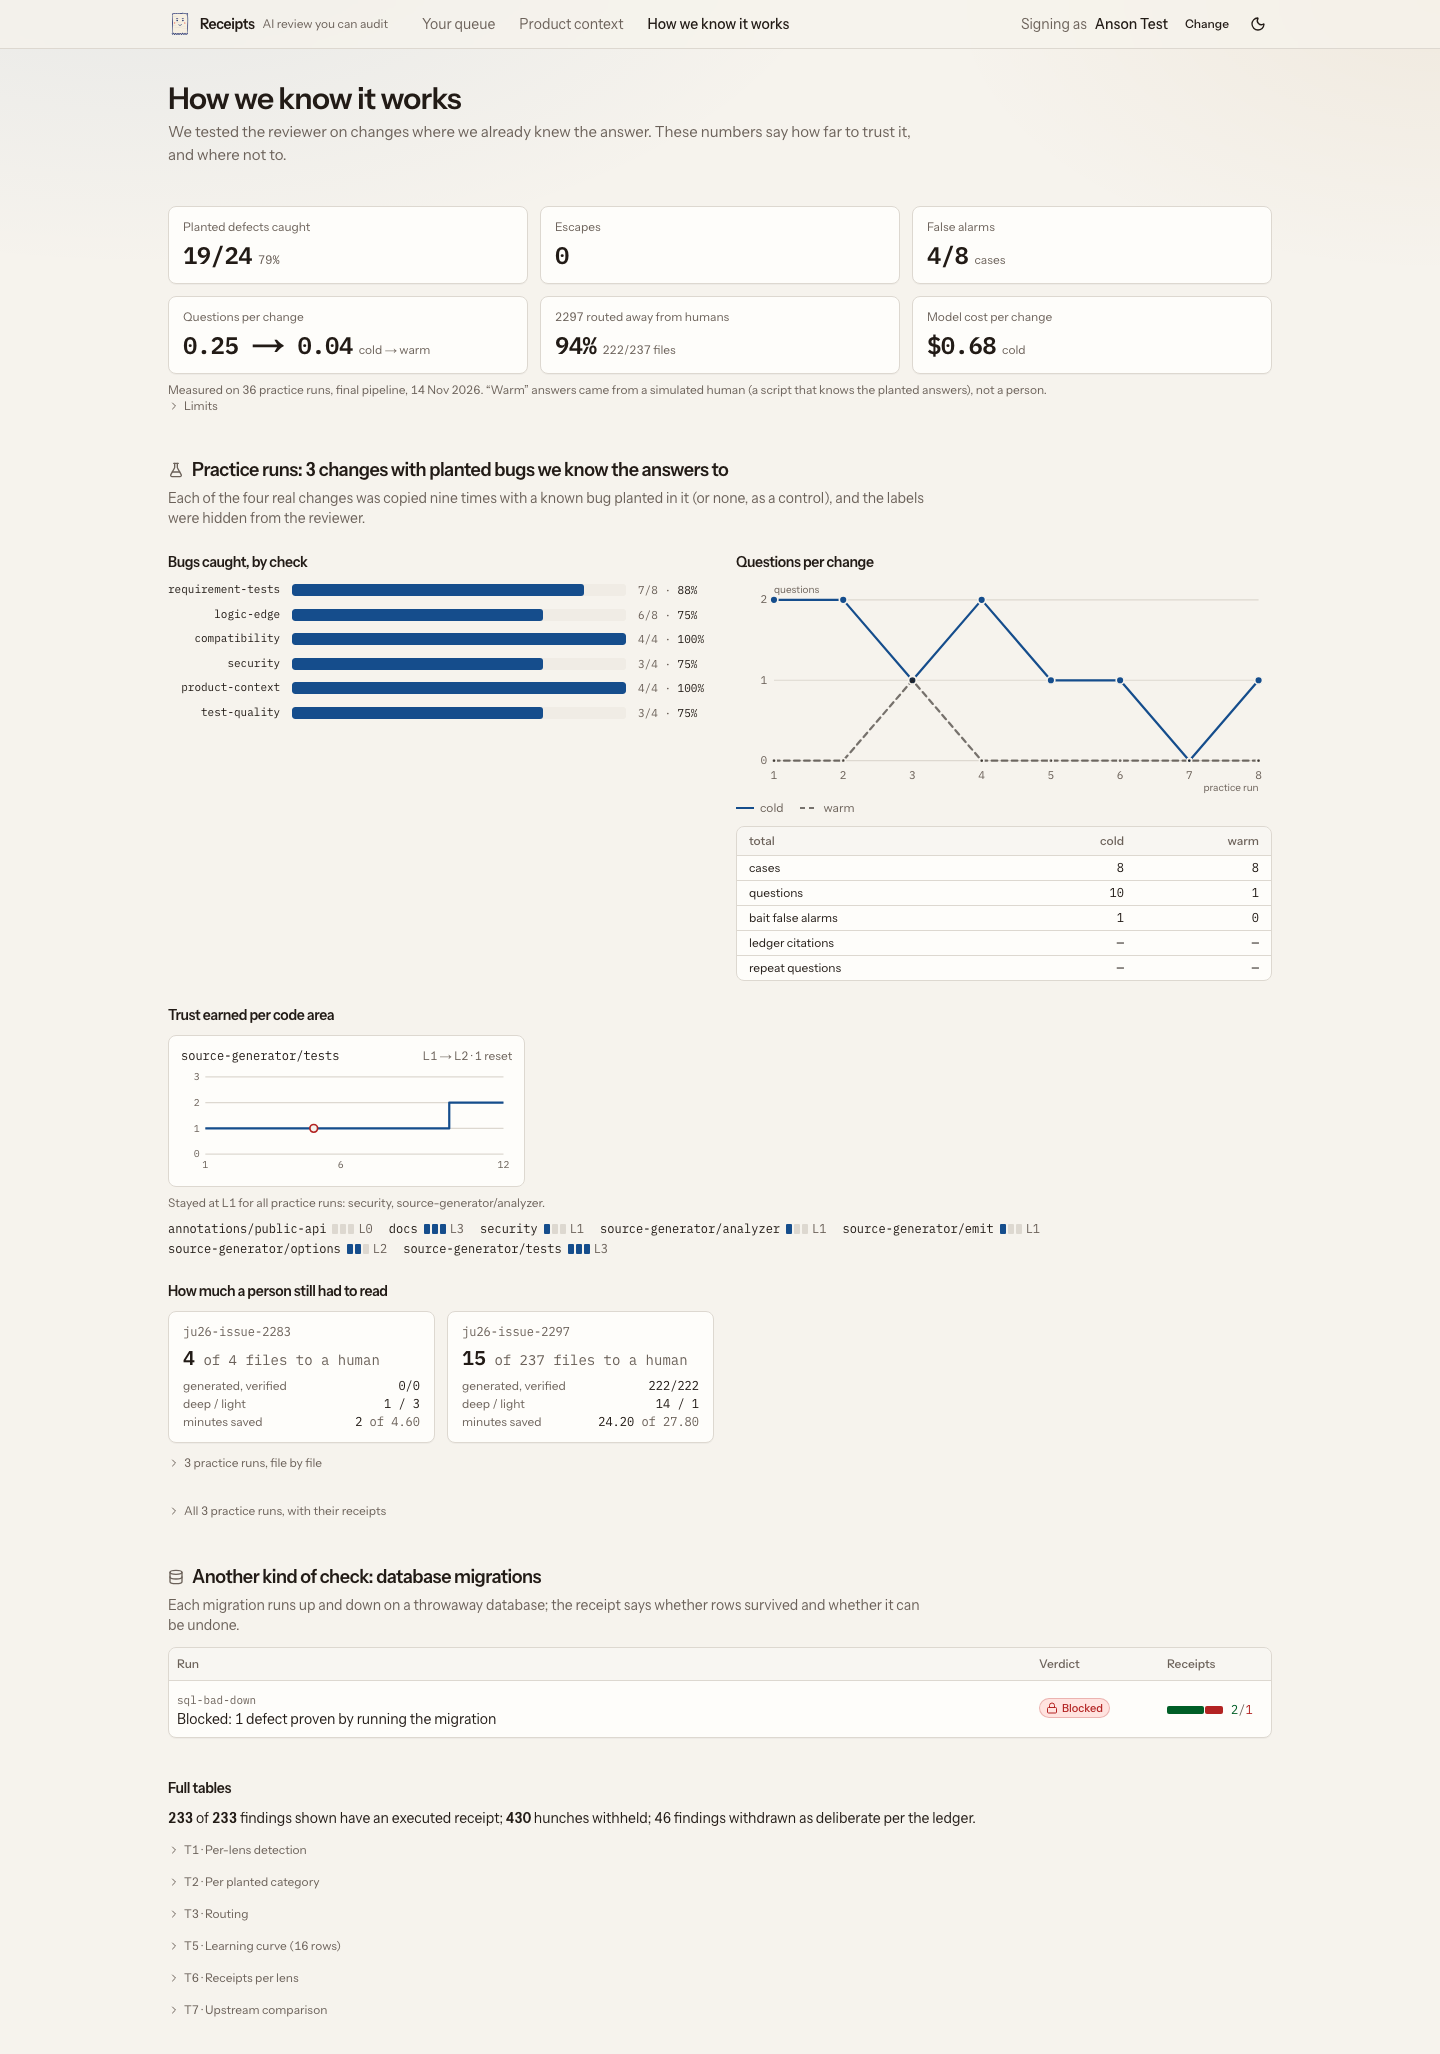 Receipts AI review you can audit Your queue Product context How we know it works Signing as Anson Test Change
How we know it works
We tested the reviewer on changes where we already knew the answer. These numbers say how far to trust it,
and where not to.
Planted defects caught
19/24 79%
Escapes
0
False alarms
4/8 cases
Questions per change
0.25 → 0.04 cold → warm
2297 routed away from humans
94% 222/237 files
Model cost per change
$0.68 cold
Measured on 36 practice runs, final pipeline, 14 Nov 2026. “Warm” answers came from a simulated human (a script that knows the planted answers), not a person.
Limits
Practice runs: 3 changes with planted bugs we know the answers to
Each of the four real changes was copied nine times with a known bug planted in it (or none, as a control), and the labels
were hidden from the reviewer.
Bugs caught, by check
requirement-tests 7/8 · 88%
logic-edge 6/8 · 75%
compatibility 4/4 · 100%
security 3/4 · 75%
product-context 4/4 · 100%
test-quality 3/4 · 75%
Questions per change
questions
2
1
0
1 2 3 4 5 6 7 8
practice run
cold warm
total cold warm
cases 8 8
questions 10 1
bait false alarms 1 0
ledger citations – –
repeat questions – –
Trust earned per code area
source-generator/tests L1 → L2 · 1 reset
3
2
1
0
1 6 12
Stayed at L1 for all practice runs: security, source-generator/analyzer.
annotations/public-api L0 docs L3 security L1 source-generator/analyzer L1 source-generator/emit L1
source-generator/options L2 source-generator/tests L3
How much a person still had to read
ju26-issue-2283
4 of 4 files to a human
generated, verified 0/0
deep / light 1 / 3
minutes saved 2 of 4.60
ju26-issue-2297
15 of 237 files to a human
generated, verified 222/222
deep / light 14 / 1
minutes saved 24.20 of 27.80
3 practice runs, file by file
All 3 practice runs, with their receipts
Another kind of check: database migrations
Each migration runs up and down on a throwaway database; the receipt says whether rows survived and whether it can
be undone.
Run Verdict Receipts
sql-bad-down
Blocked: 1 defect proven by running the migration
Blocked
2/1
Full tables
233 of 233 findings shown have an executed receipt; 430 hunches withheld; 46 findings withdrawn as deliberate per the ledger.
T1 · Per-lens detection
T2 · Per planted category
T3 · Routing
T5 · Learning curve (16 rows)
T6 · Receipts per lens
T7 · Upstream comparison